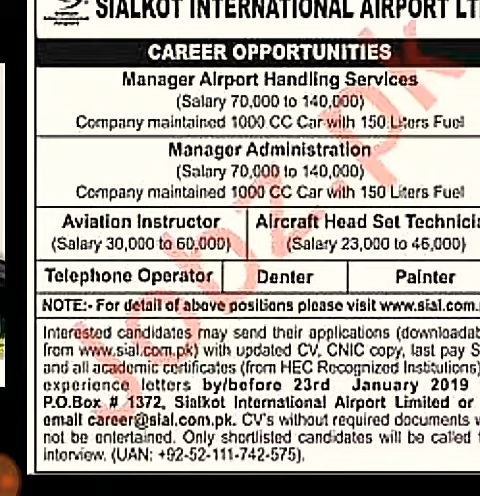 SIALKOT INTERNATIONAL AIRPORT LT
CAREER OPPORTUNITIES
Manager Airport Handling Services
(Salary 70,000 to 140,000)
Company maintained 1000 CC Car with 150 Liters Fuel
Manager Administration
(Salary 70,000 to 140,000)
Company maintained 1000 CC Car with 150 Liters Fuel
Aviation Instructor
(Salary 30,000 to 60,000)
Aircraft Head Set Technicia
(Salary 23,000 to 46,000)
Telephone Operator
Denter
Painter
NOTE:- For detail of above positions please visit www.sial.com.
Interested candidates may send their applications (downloadab
from www.sial.com.pk) with updated CV, CNIC copy, last pay S
and all academic certificates (from HEC Recognized Institutions)
experience letters by/before 23rd January 2019
P.O.Box # 1372, Sialkot International Airport Limited or
email career@sial.com.pk. CV's without required documents w
not be entertained. Only shortlisted candidates will be called f
interview. (UAN: +92-52-111-742-575).